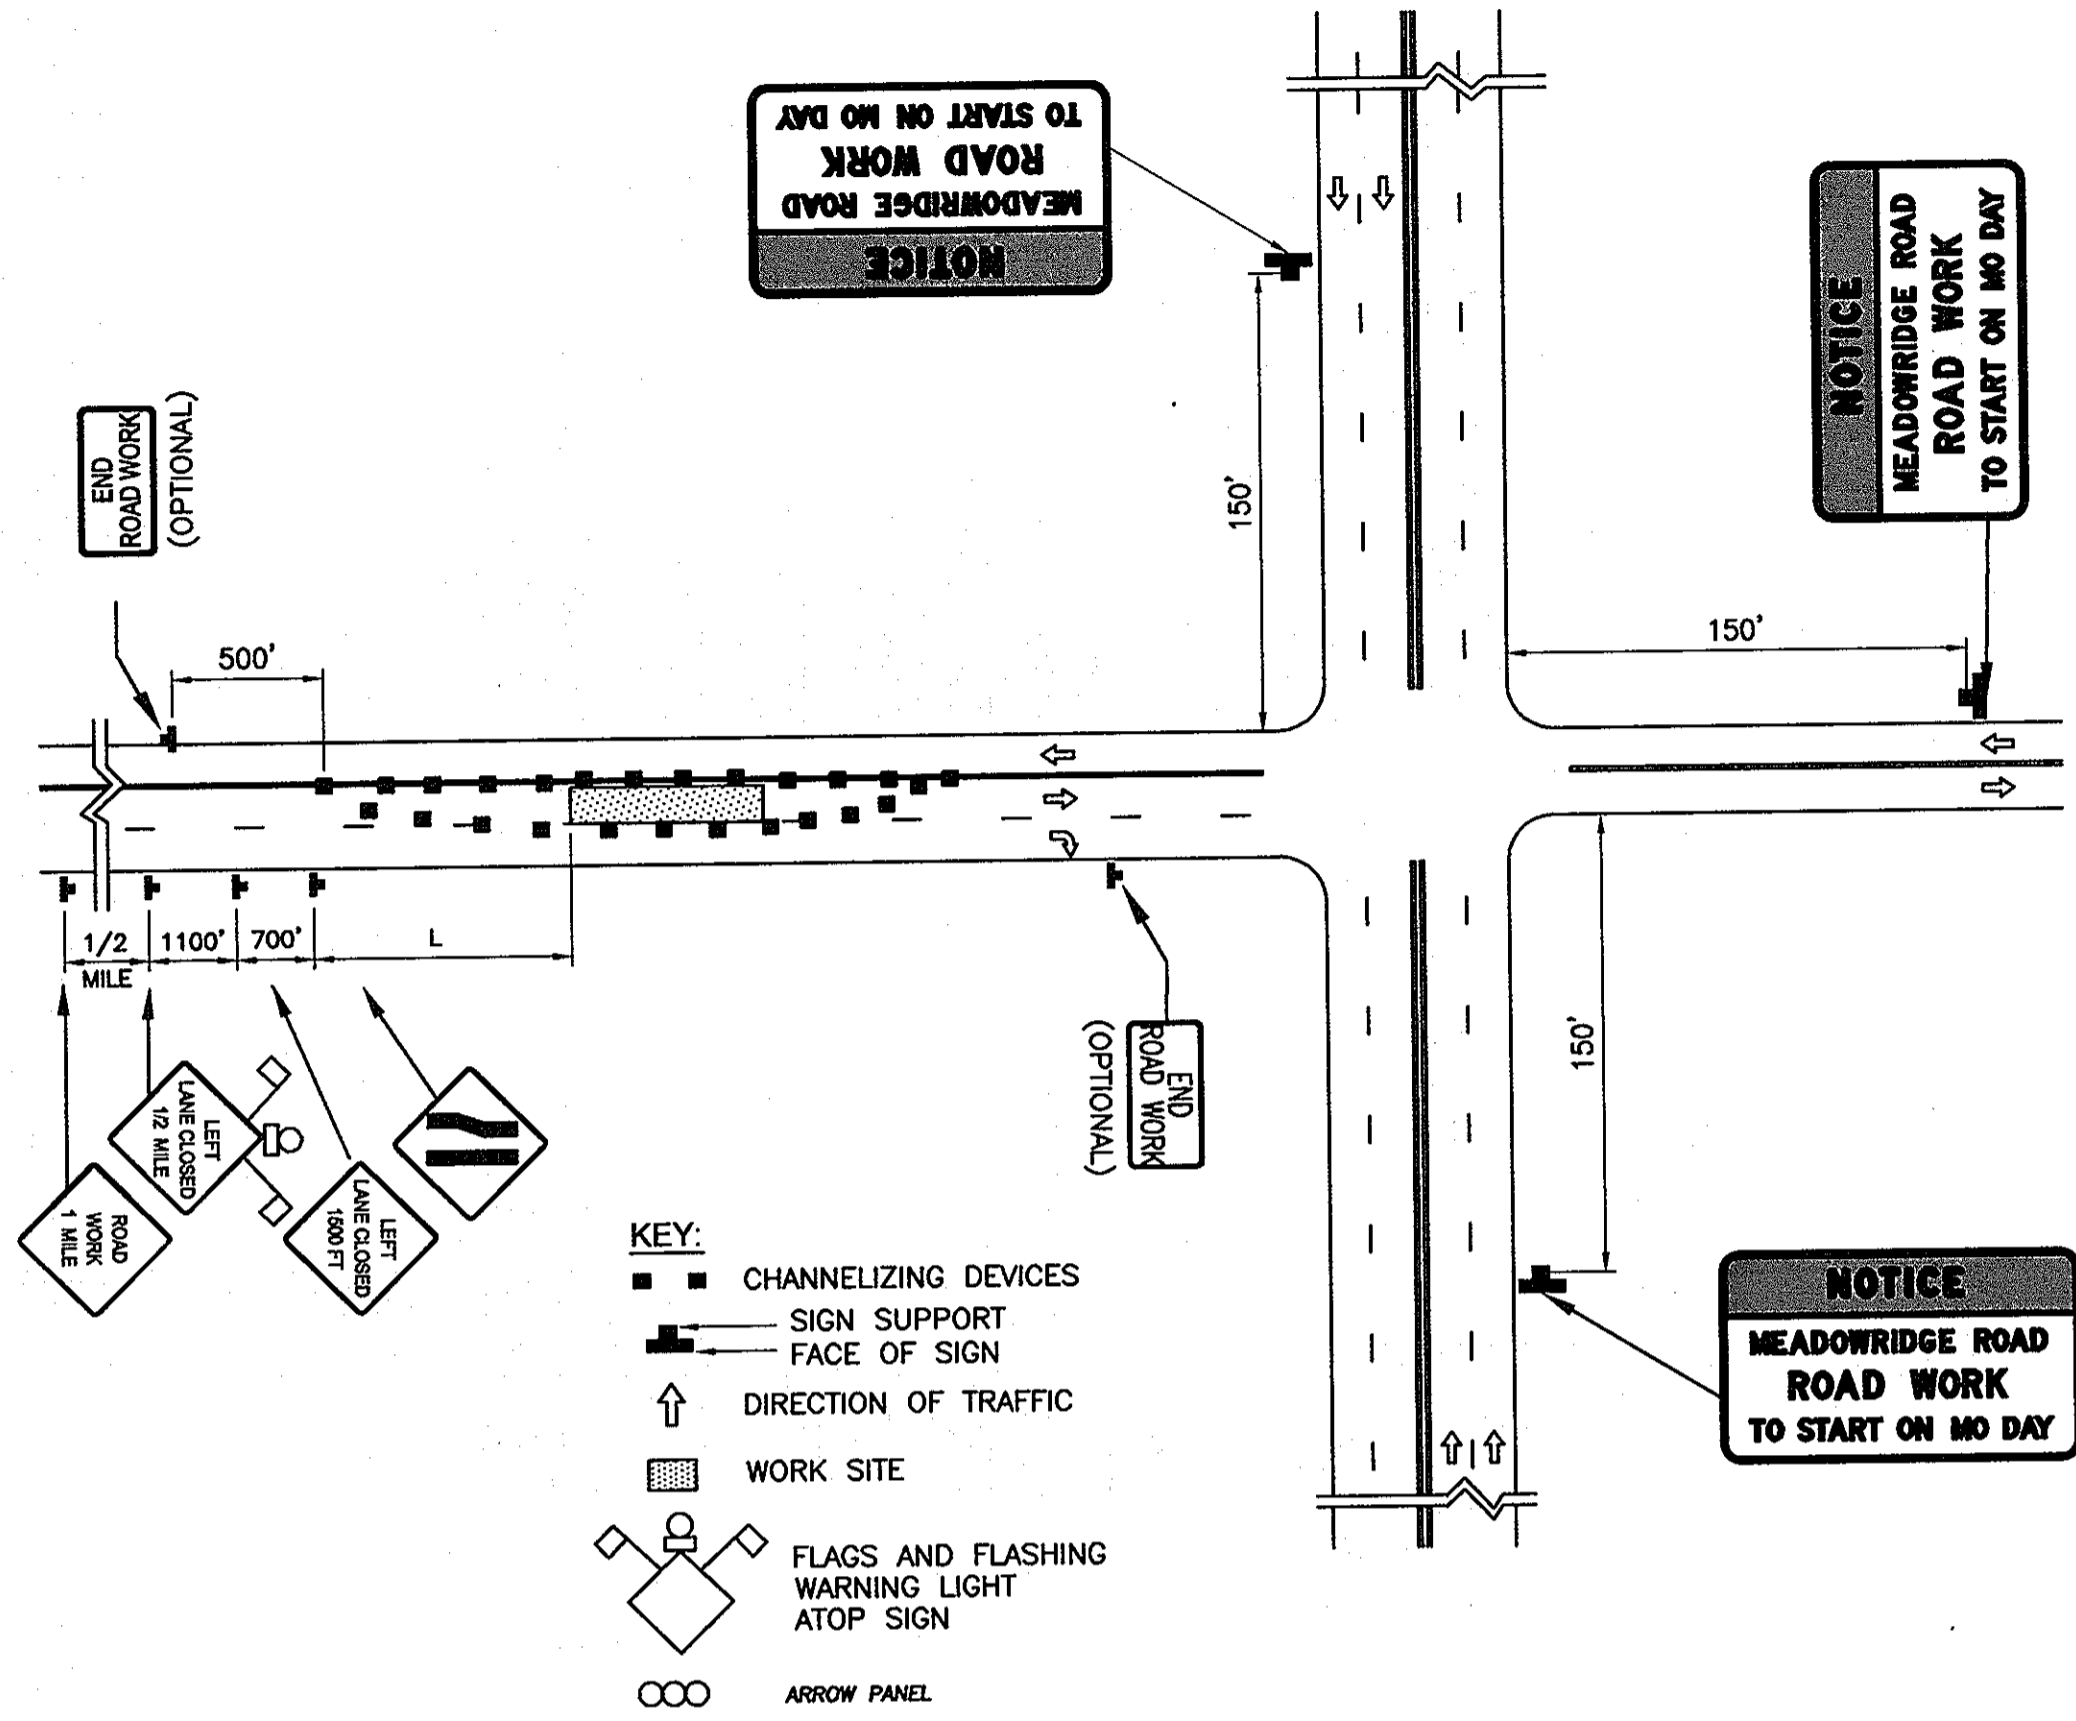 NOTICE
MEADOWRIDGE ROAD
ROAD WORK
TO START ON MO DAY
NOTICE
MEADOWRIDGE ROAD
ROAD WORK
TO START ON MO DAY
END
ROAD WORK
(OPTIONAL)
150'
150'
500'
1/2
MILE
1100'
700'
L
150'
END
ROAD WORK
(OPTIONAL)
LEFT
LANE CLOSED
1/2 MILE
ROAD
WORK
1 MILE
LEFT
LANE CLOSED
1500 FT
NOTICE
MEADOWRIDGE ROAD
ROAD WORK
TO START ON MO DAY
KEY:
CHANNELIZING DEVICES
SIGN SUPPORT
FACE OF SIGN
DIRECTION OF TRAFFIC
WORK SITE
FLAGS AND FLASHING
WARNING LIGHT
ATOP SIGN
ARROW PANEL